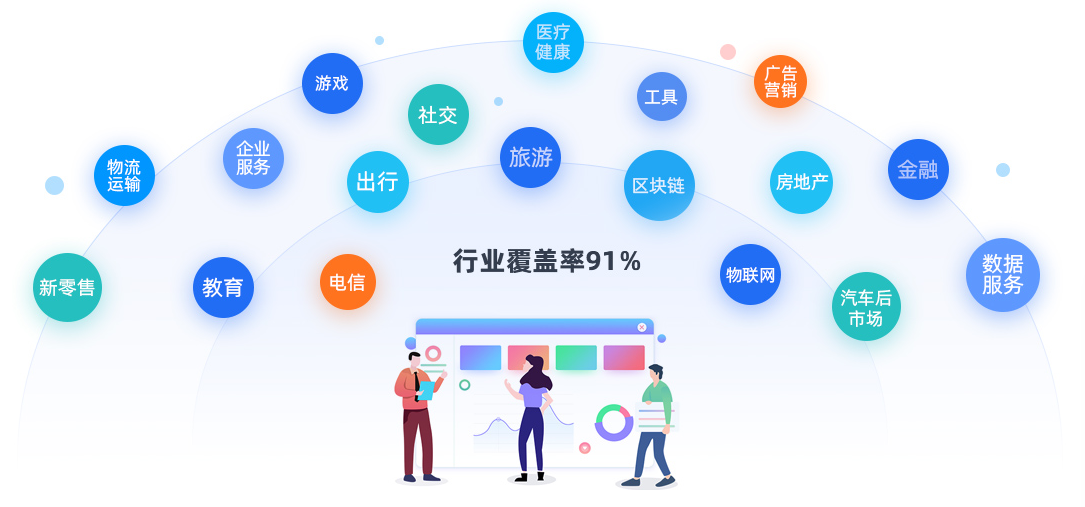 医疗
健康
游戏
广告
营销
工具
社交
企业
服务
旅游
物流
运输
出行
区块链
房地产
金融
行业覆盖率91%
新零售
教育
电信
物联网
数据
服务
汽车后
市场